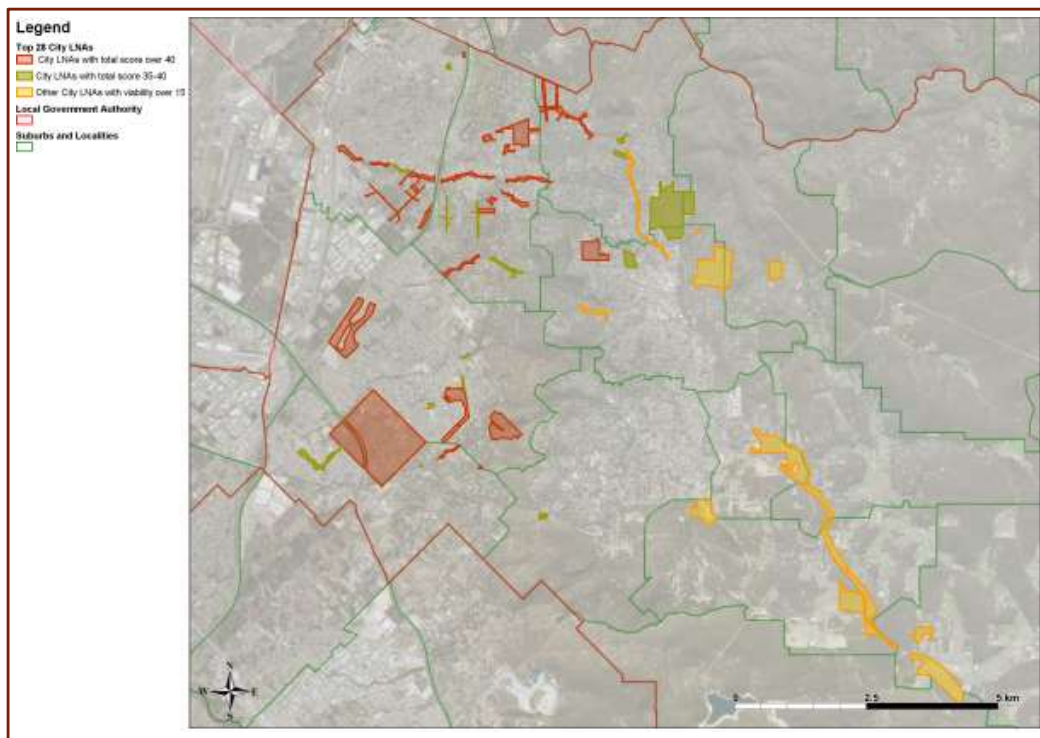 Legend
Top 28 City LNAs
City LNAs with total score over 40
City LNAs with total score 35-40
Other City LNAs with viability over 15
Local Government Authority
Suburbs and Localities
N
W E
S
0 2.5 5 km